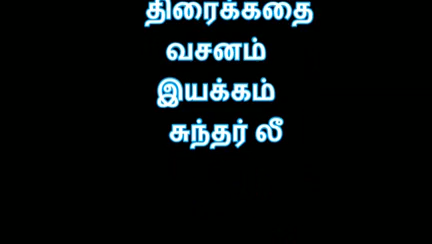 திரைக்கதை
வசனம்
இயக்கம்
சுந்தர் லீ